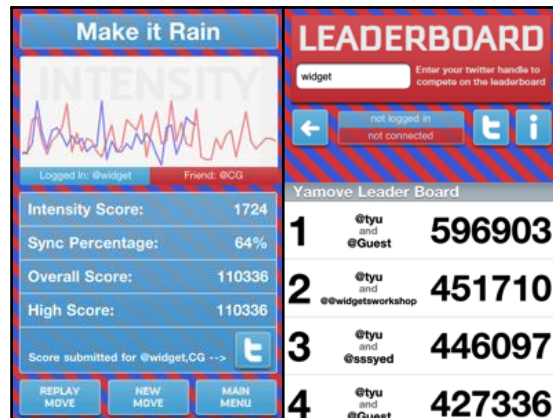 Make it Rain
INTENSITY
Logged In: @widget
Friend: @CG
Intensity Score: 1724
Sync Percentage: 64%
Overall Score: 110336
High Score: 110336
Score submitted for @widget,CG -->
REPLAY
MOVE
NEW
MOVE
MAIN
MENU
LEADERBOARD
widget
Enter your twitter handle to
compete on the leaderboard
not logged in
not connected
Yamove Leader Board
1 @tyu and @Guest 596903
2 @tyu and @@widgetsworkshop 451710
3 @tyu and @sssyed 446097
4 @tyu and @Guest 427336